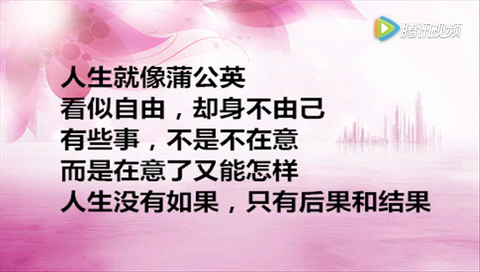 腾讯视频
人生就像蒲公英
看似自由，却身不由己
有些事，不是不在意
而是在意了又能怎样
人生没有如果，只有后果和结果